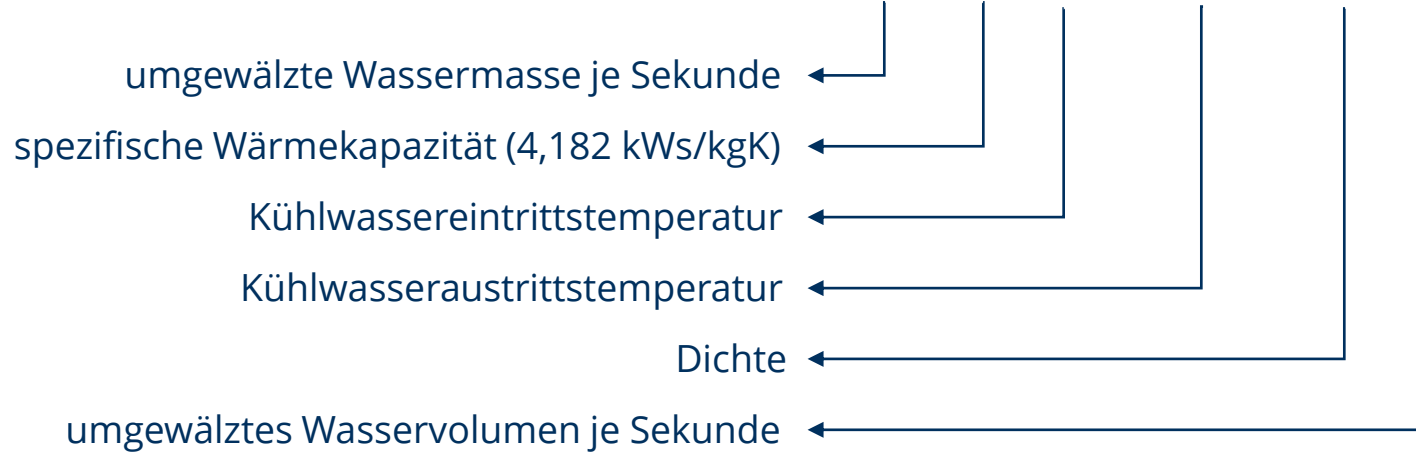 umgewälzte Wassermasse je Sekunde
spezifische Wärmekapazität (4,182 kWs/kgK)
Kühlwassereintrittstemperatur
Kühlwasseraustrittstemperatur
Dichte
umgewälztes Wasservolumen je Sekunde